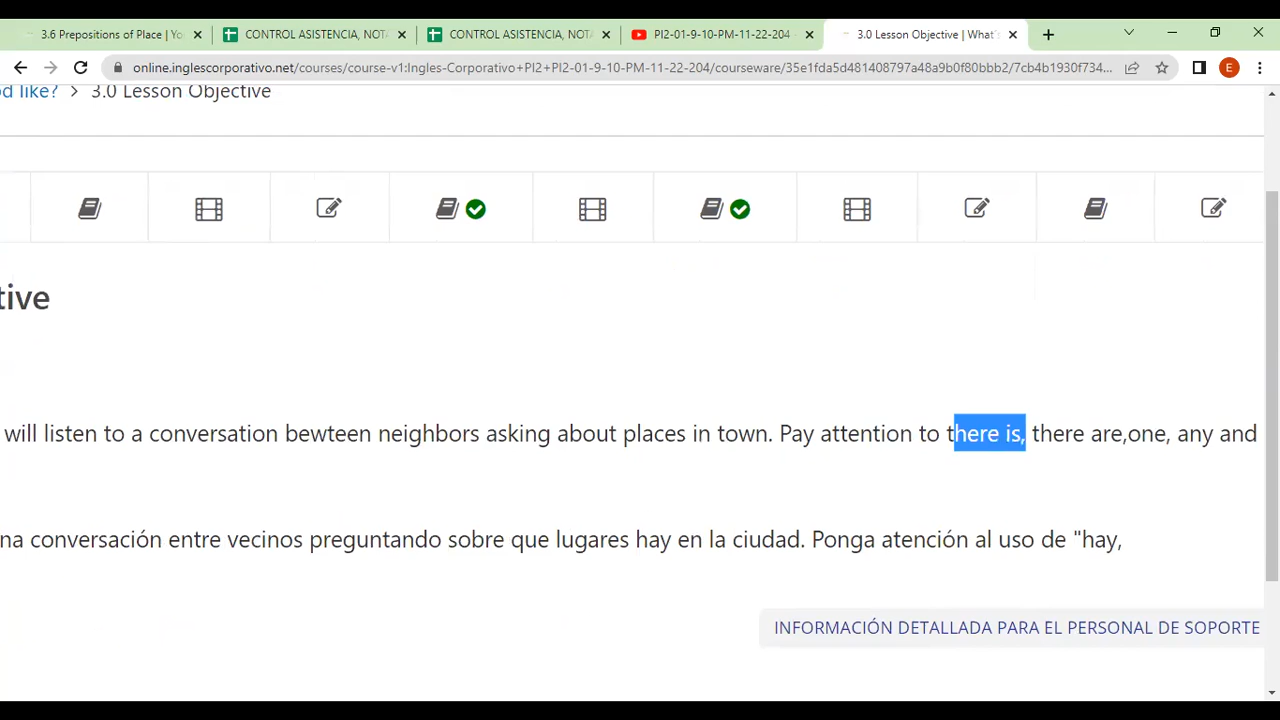 3.6 Prepositions of Place | Yo
CONTROL ASISTENCIA, NOTA
CONTROL ASISTENCIA, NOTA
PI2-01-9-10-PM-11-22-204
3.0 Lesson Objective | What's
online.inglescorporativo.net/courses/course-v1:Ingles-Corporativo+PI2+PI2-01-9-10-PM-11-22-204/courseware/35e1fda5d481408797a48a9b0f80bbb2/7cb4b1930f734...
E
od like? > 3.0 Lesson Objective
tive
will listen to a conversation bewteen neighbors asking about places in town. Pay attention to there is, there are,one, any and
na conversación entre vecinos preguntando sobre que lugares hay en la ciudad. Ponga atención al uso de "hay,
INFORMACIÓN DETALLADA PARA EL PERSONAL DE SOPORTE